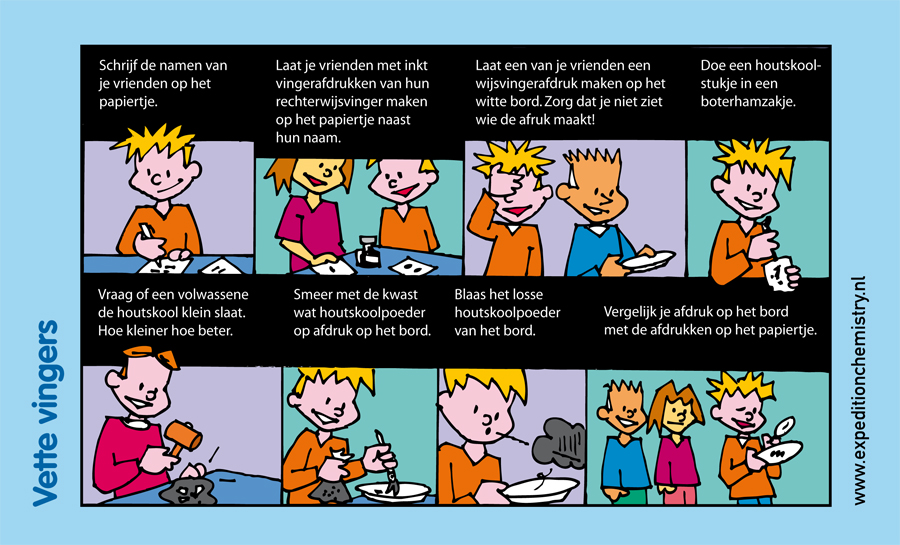 Schrijf de namen van
je vrienden op het
papiertje.
Laat je vrienden met inkt
vingerafdrukken van hun
rechterwijsvinger maken
op het papiertje naast
hun naam.
Laat een van je vrienden een
wijsvingerafdruk maken op het
witte bord. Zorg dat je niet ziet
wie de afruk maakt!
Doe een houtskool-
stukje in een
boterhamzakje.
Vraag of een volwassene
de houtskool klein slaat.
Hoe kleiner hoe beter.
Smeer met de kwast
wat houtskoolpoeder
op afdruk op het bord.
Blaas het losse
houtskoolpoeder
van het bord.
Vergelijk je afdruk op het bord
met de afdrukken op het papiertje.
Vette vingers
www.expeditionchemistry.nl